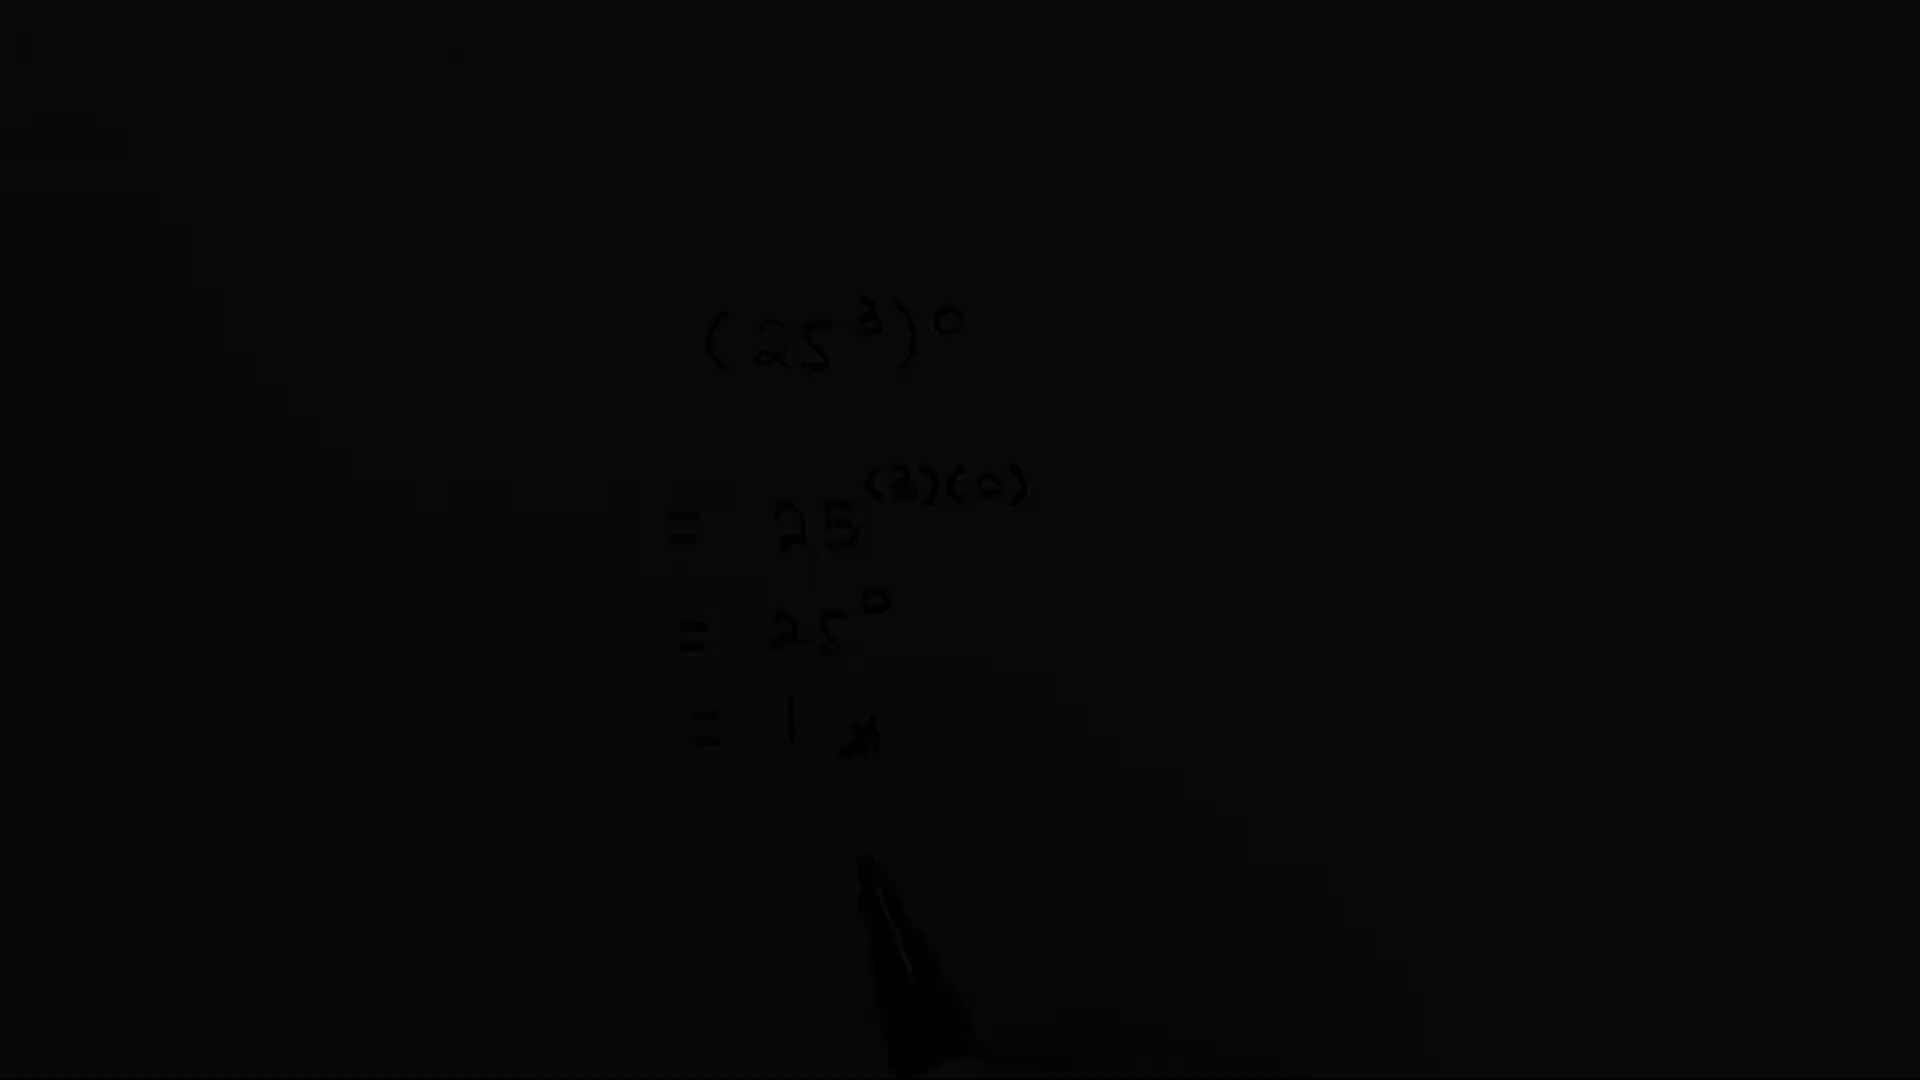 (25³)⁰
= 25⁽³⁾⁽⁰⁾
= 25⁰
= 1